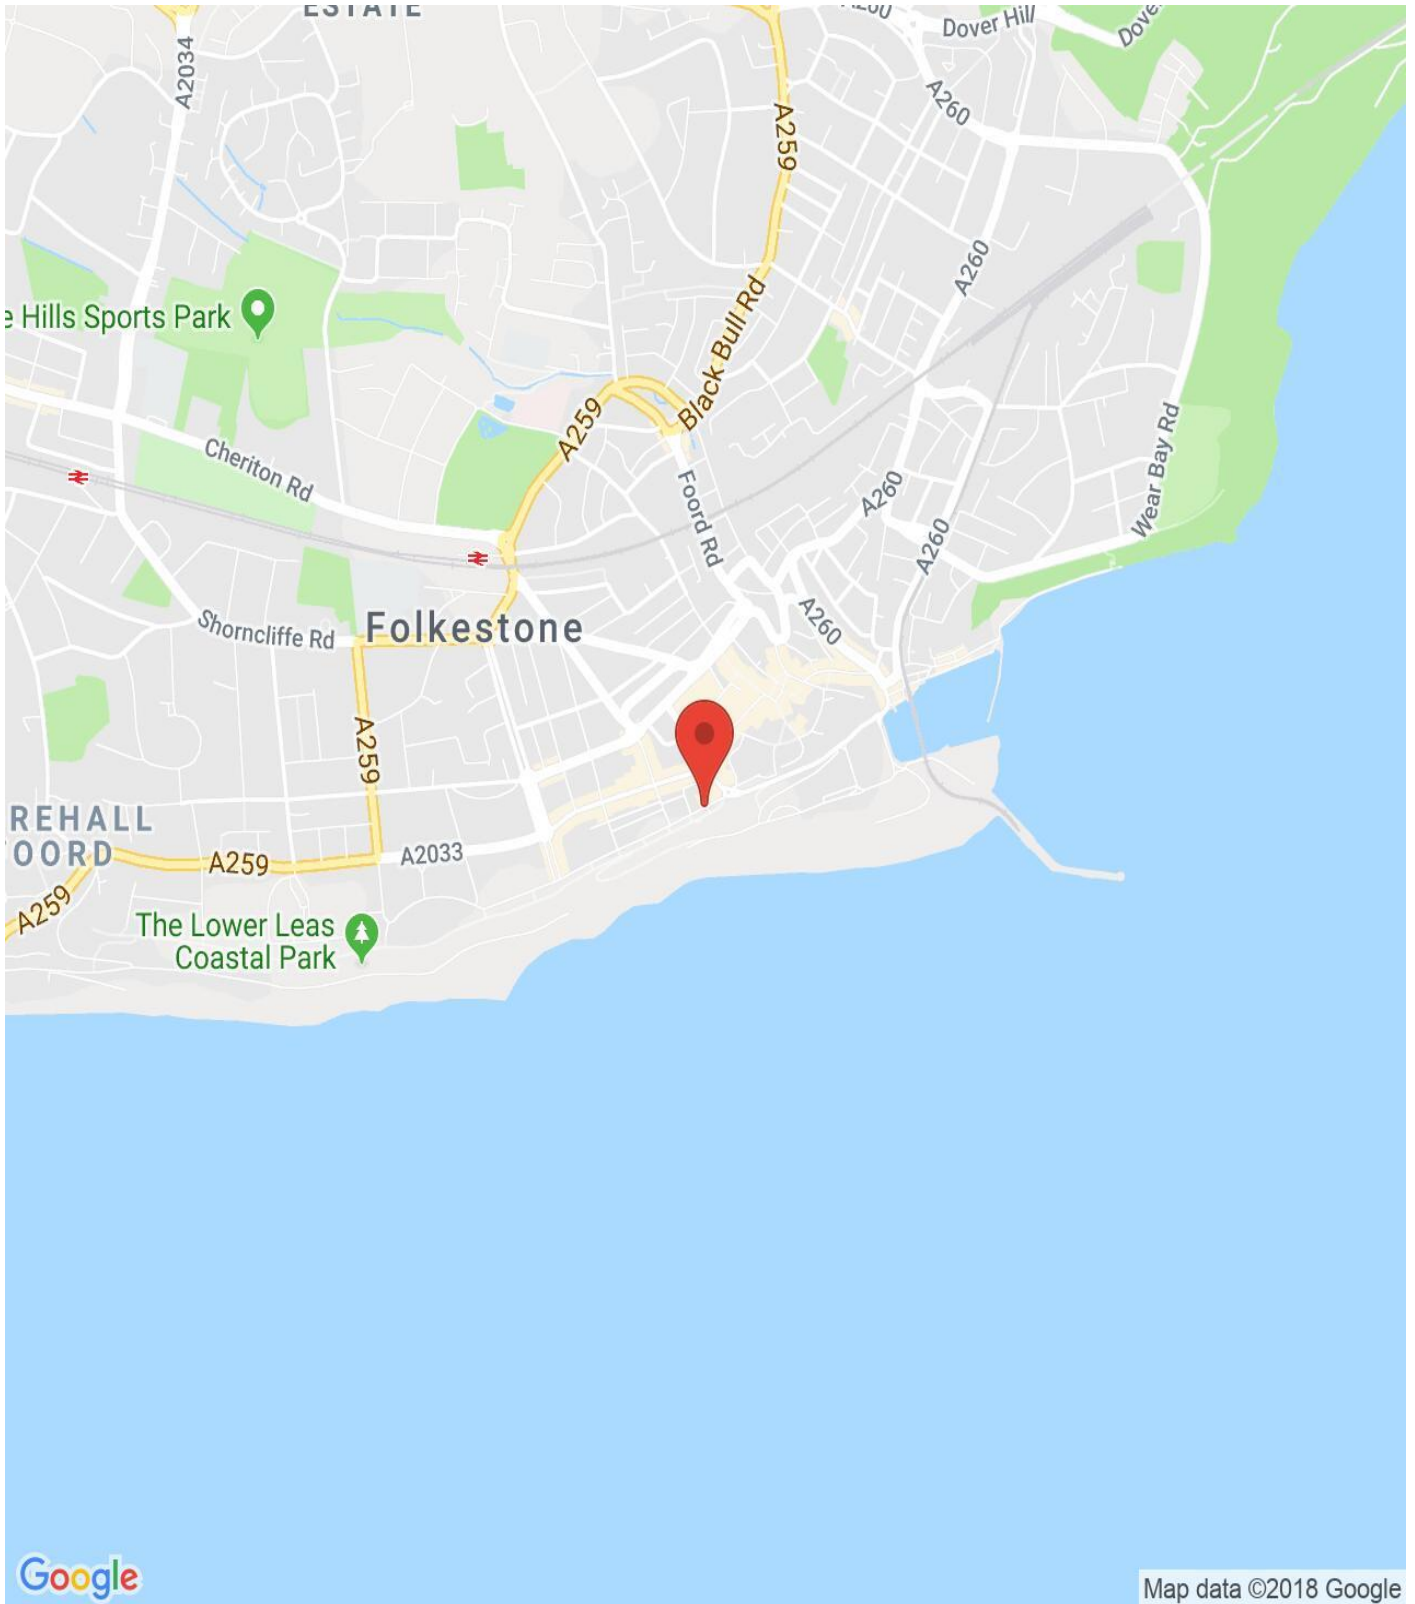 ESTATE
A260
Dover Hill
A2034
A260
A259
A260
e Hills Sports Park
Black Bull Rd
A259
Cheriton Rd
Wear Bay Rd
Foord Rd
A260
A260
Shorncliffe Rd
Folkestone
A260
A259
REHALL
OORD
A2033
A259
A259
The Lower Leas
Coastal Park
Google
Map data ©2018 Google